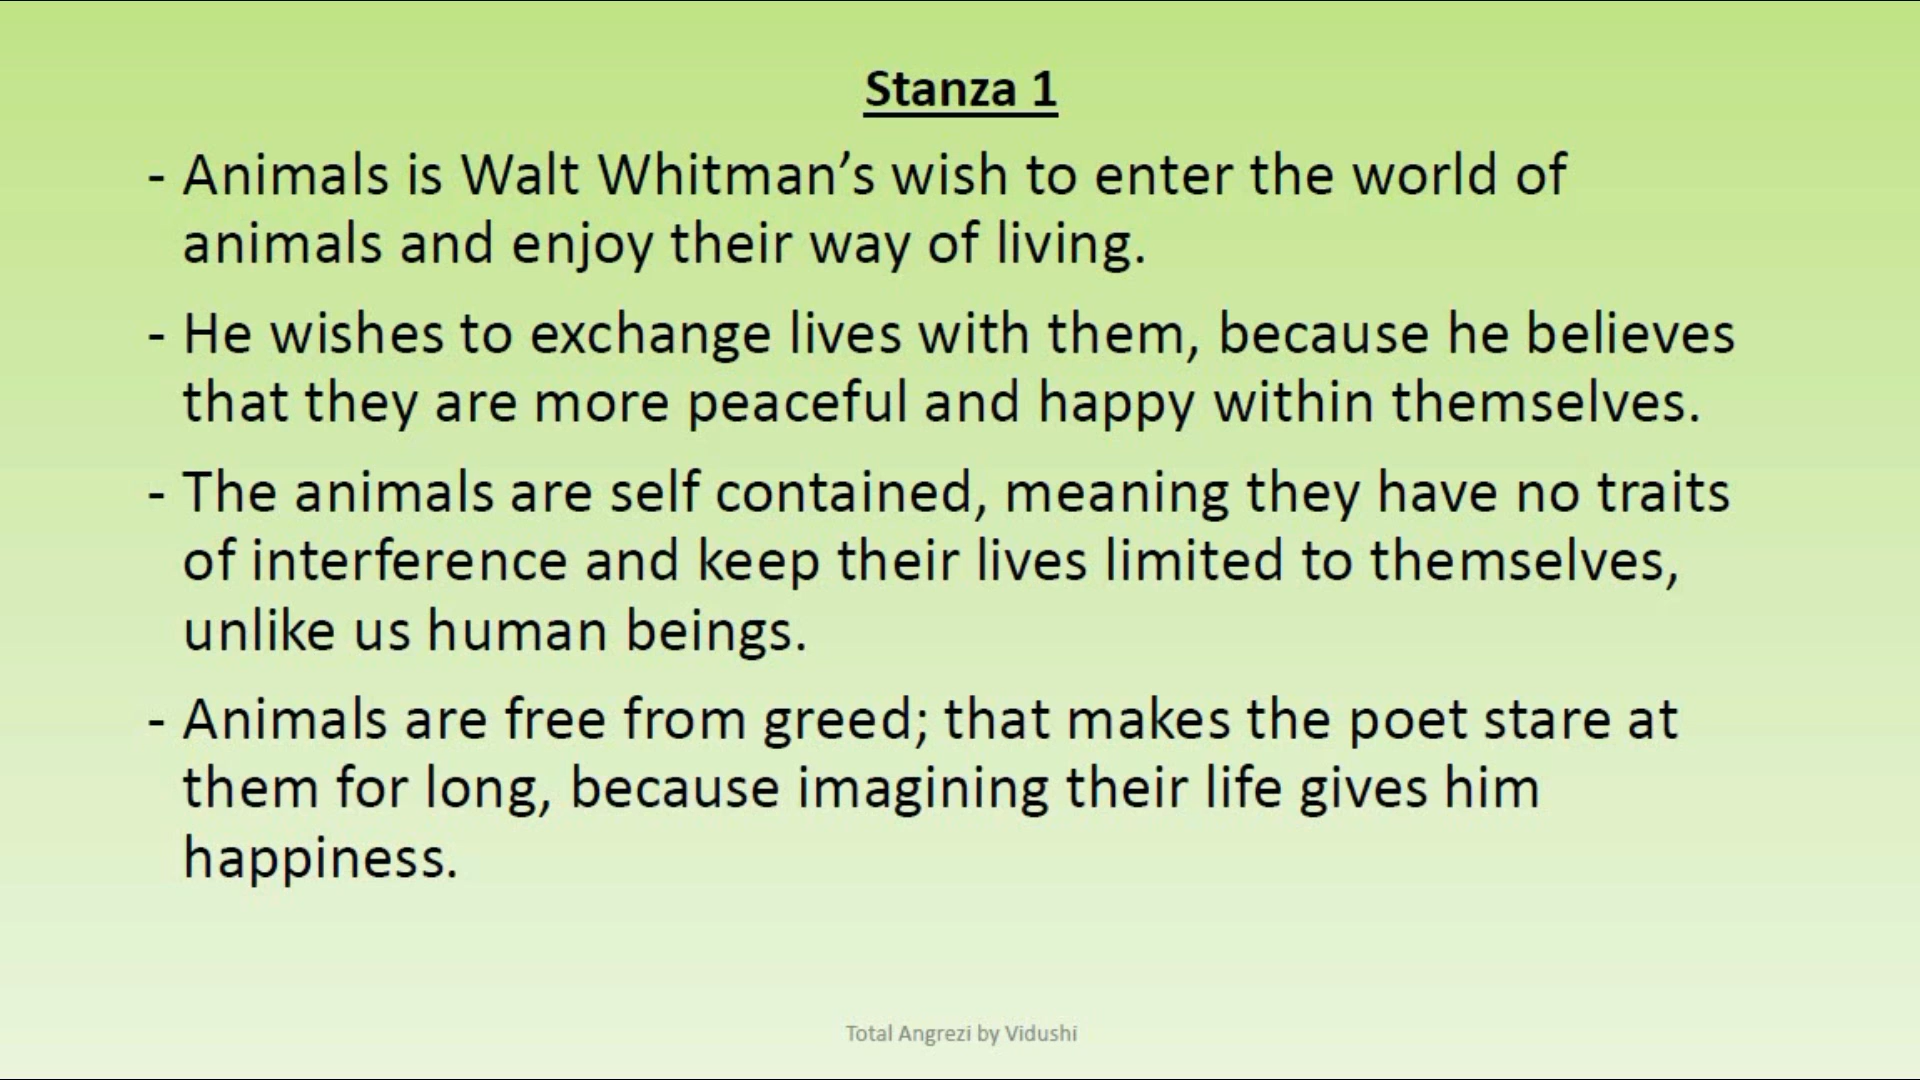 Stanza 1
- Animals is Walt Whitman’s wish to enter the world of
animals and enjoy their way of living.
- He wishes to exchange lives with them, because he believes
that they are more peaceful and happy within themselves.
- The animals are self contained, meaning they have no traits
of interference and keep their lives limited to themselves,
unlike us human beings.
- Animals are free from greed; that makes the poet stare at
them for long, because imagining their life gives him
happiness.
Total Angrezi by Vidushi